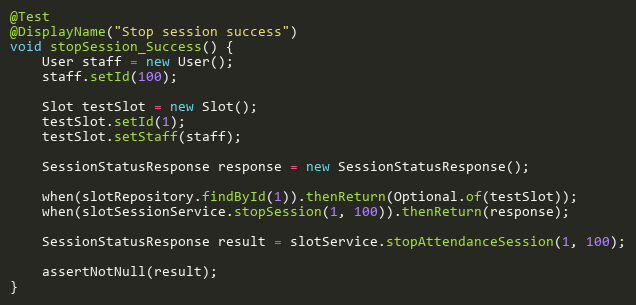 @Test
@DisplayName("Stop session success")
void stopSession_Success() {
    User staff = new User();
    staff.setId(100);

    Slot testSlot = new Slot();
    testSlot.setId(1);
    testSlot.setStaff(staff);

    SessionStatusResponse response = new SessionStatusResponse();

    when(slotRepository.findById(1)).thenReturn(Optional.of(testSlot));
    when(slotSessionService.stopSession(1, 100)).thenReturn(response);

    SessionStatusResponse result = slotService.stopAttendanceSession(1, 100);

    assertNotNull(result);
}